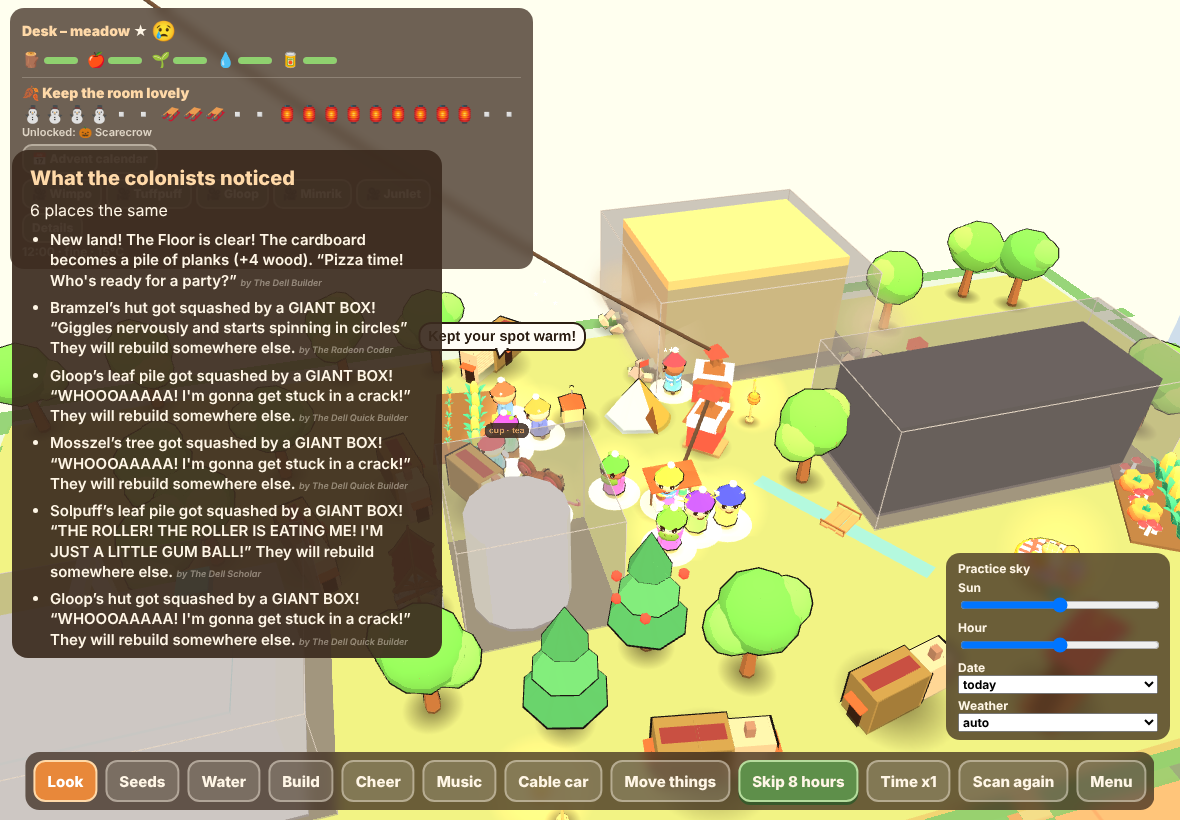 Desk – meadow ★
Keep the room lovely
Unlocked: Scarecrow
Advent calendar
What the colonists noticed
6 places the same
New land! The Floor is clear! The cardboard
becomes a pile of planks (+4 wood). “Pizza time!
Who's ready for a party?” by The Dell Builder
Bramzel’s hut got squashed by a GIANT BOX!
“Giggles nervously and starts spinning in circles”
They will rebuild somewhere else. by The Radeon Coder
Gloop’s leaf pile got squashed by a GIANT BOX!
“WHOOOAAAAA! I'm gonna get stuck in a crack!”
They will rebuild somewhere else. by The Dell Quick Builder
Mosszel’s tree got squashed by a GIANT BOX!
“WHOOOAAAAA! I'm gonna get stuck in a crack!”
They will rebuild somewhere else. by The Dell Quick Builder
Solpuff’s leaf pile got squashed by a GIANT BOX!
“THE ROLLER! THE ROLLER IS EATING ME! I'M
JUST A LITTLE GUM BALL!” They will rebuild
somewhere else. by The Dell Scholar
Gloop’s hut got squashed by a GIANT BOX!
“WHOOOAAAAA! I'm gonna get stuck in a crack!”
They will rebuild somewhere else. by The Dell Quick Builder
Kept your spot warm!
cup · tea
Practice sky
Sun
Hour
Date
today
Weather
auto
Look
Seeds
Water
Build
Cheer
Music
Cable car
Move things
Skip 8 hours
Time x1
Scan again
Menu